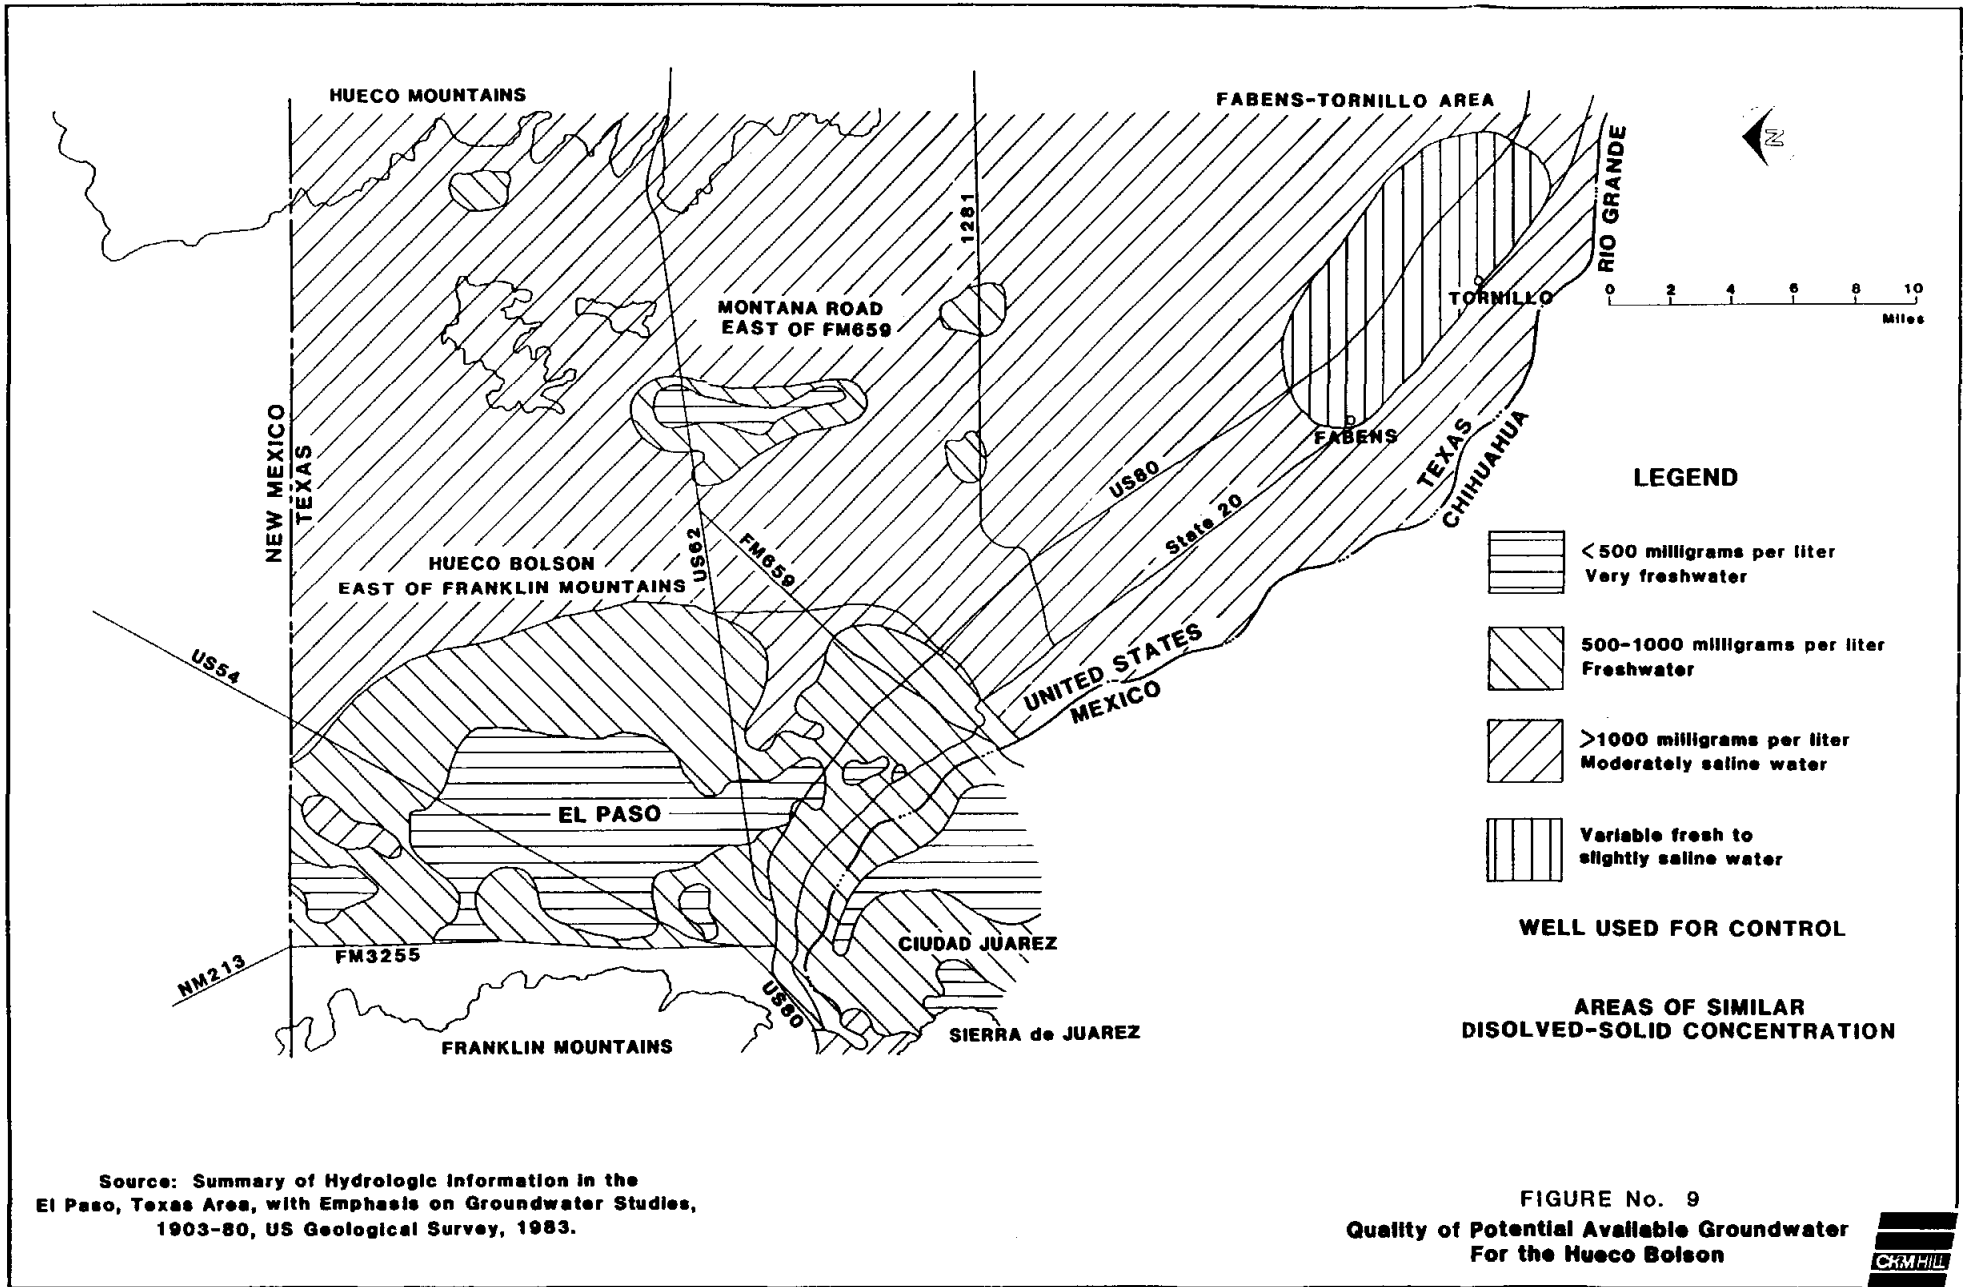 HUECO MOUNTAINS
FABENS-TORNILLO AREA
N
RIO GRANDE
1281
0 2 4 6 8 10
Miles
TORNILLO
MONTANA ROAD
EAST OF FM659
NEW MEXICO
TEXAS
FABENS
TEXAS
CHIHUAHUA
US80
State 20
LEGEND
US62
FM659
<500 milligrams per liter
Very freshwater
HUECO BOLSON
EAST OF FRANKLIN MOUNTAINS
500-1000 milligrams per liter
Freshwater
US54
UNITED STATES
MEXICO
>1000 milligrams per liter
Moderately saline water
EL PASO
Variable fresh to
slightly saline water
WELL USED FOR CONTROL
CIUDAD JUAREZ
FM3255
NM213
US80
AREAS OF SIMILAR
DISOLVED-SOLID CONCENTRATION
FRANKLIN MOUNTAINS
SIERRA de JUAREZ
Source: Summary of Hydrologic Information in the
El Paso, Texas Area, with Emphasis on Groundwater Studies,
1903-80, US Geological Survey, 1983.
FIGURE No. 9
Quality of Potential Available Groundwater
For the Hueco Bolson
CH2M HILL